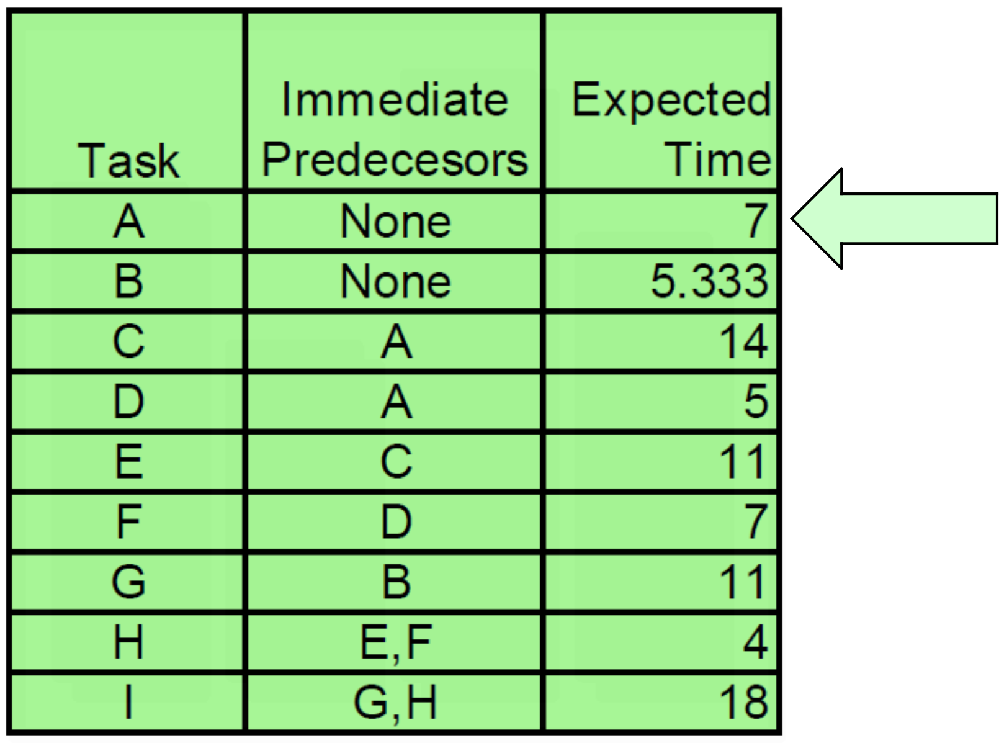 Task Immediate Predecesors Expected Time
A None 7
B None 5.333
C A 14
D A 5
E C 11
F D 7
G B 11
H E,F 4
I G,H 18